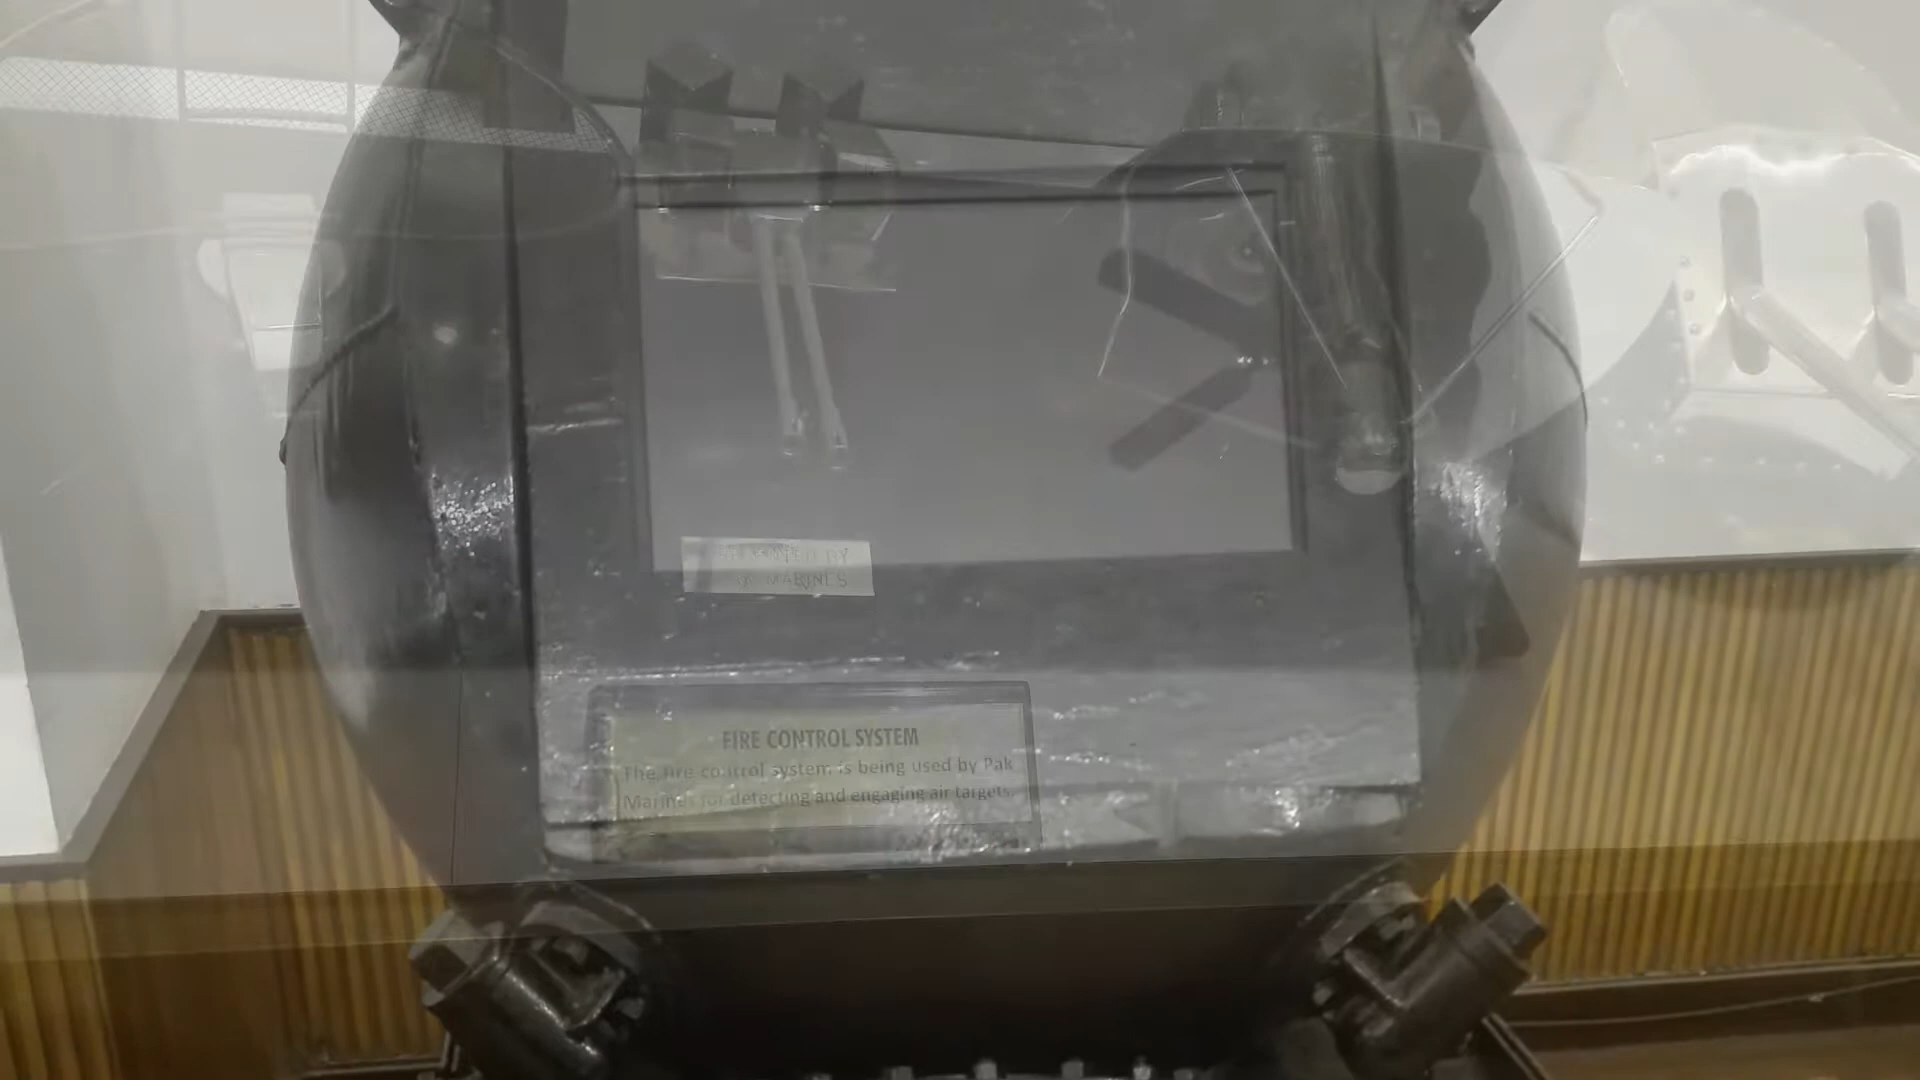 MARINES
FIRE CONTROL SYSTEM
The fire control system is being used by Pak
Marines for detecting and engaging air targets.